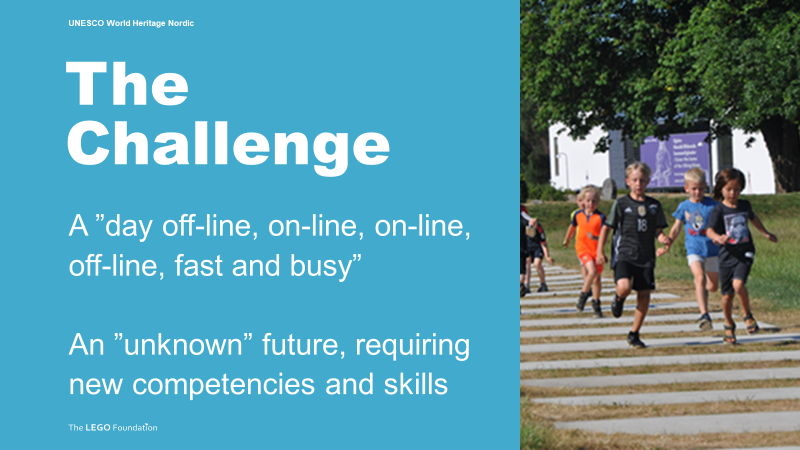 UNESCO World Heritage Nordic
The
Challenge
A ”day off-line, on-line, on-line,
off-line, fast and busy”
An ”unknown” future, requiring
new competencies and skills
The LEGO Foundation
18